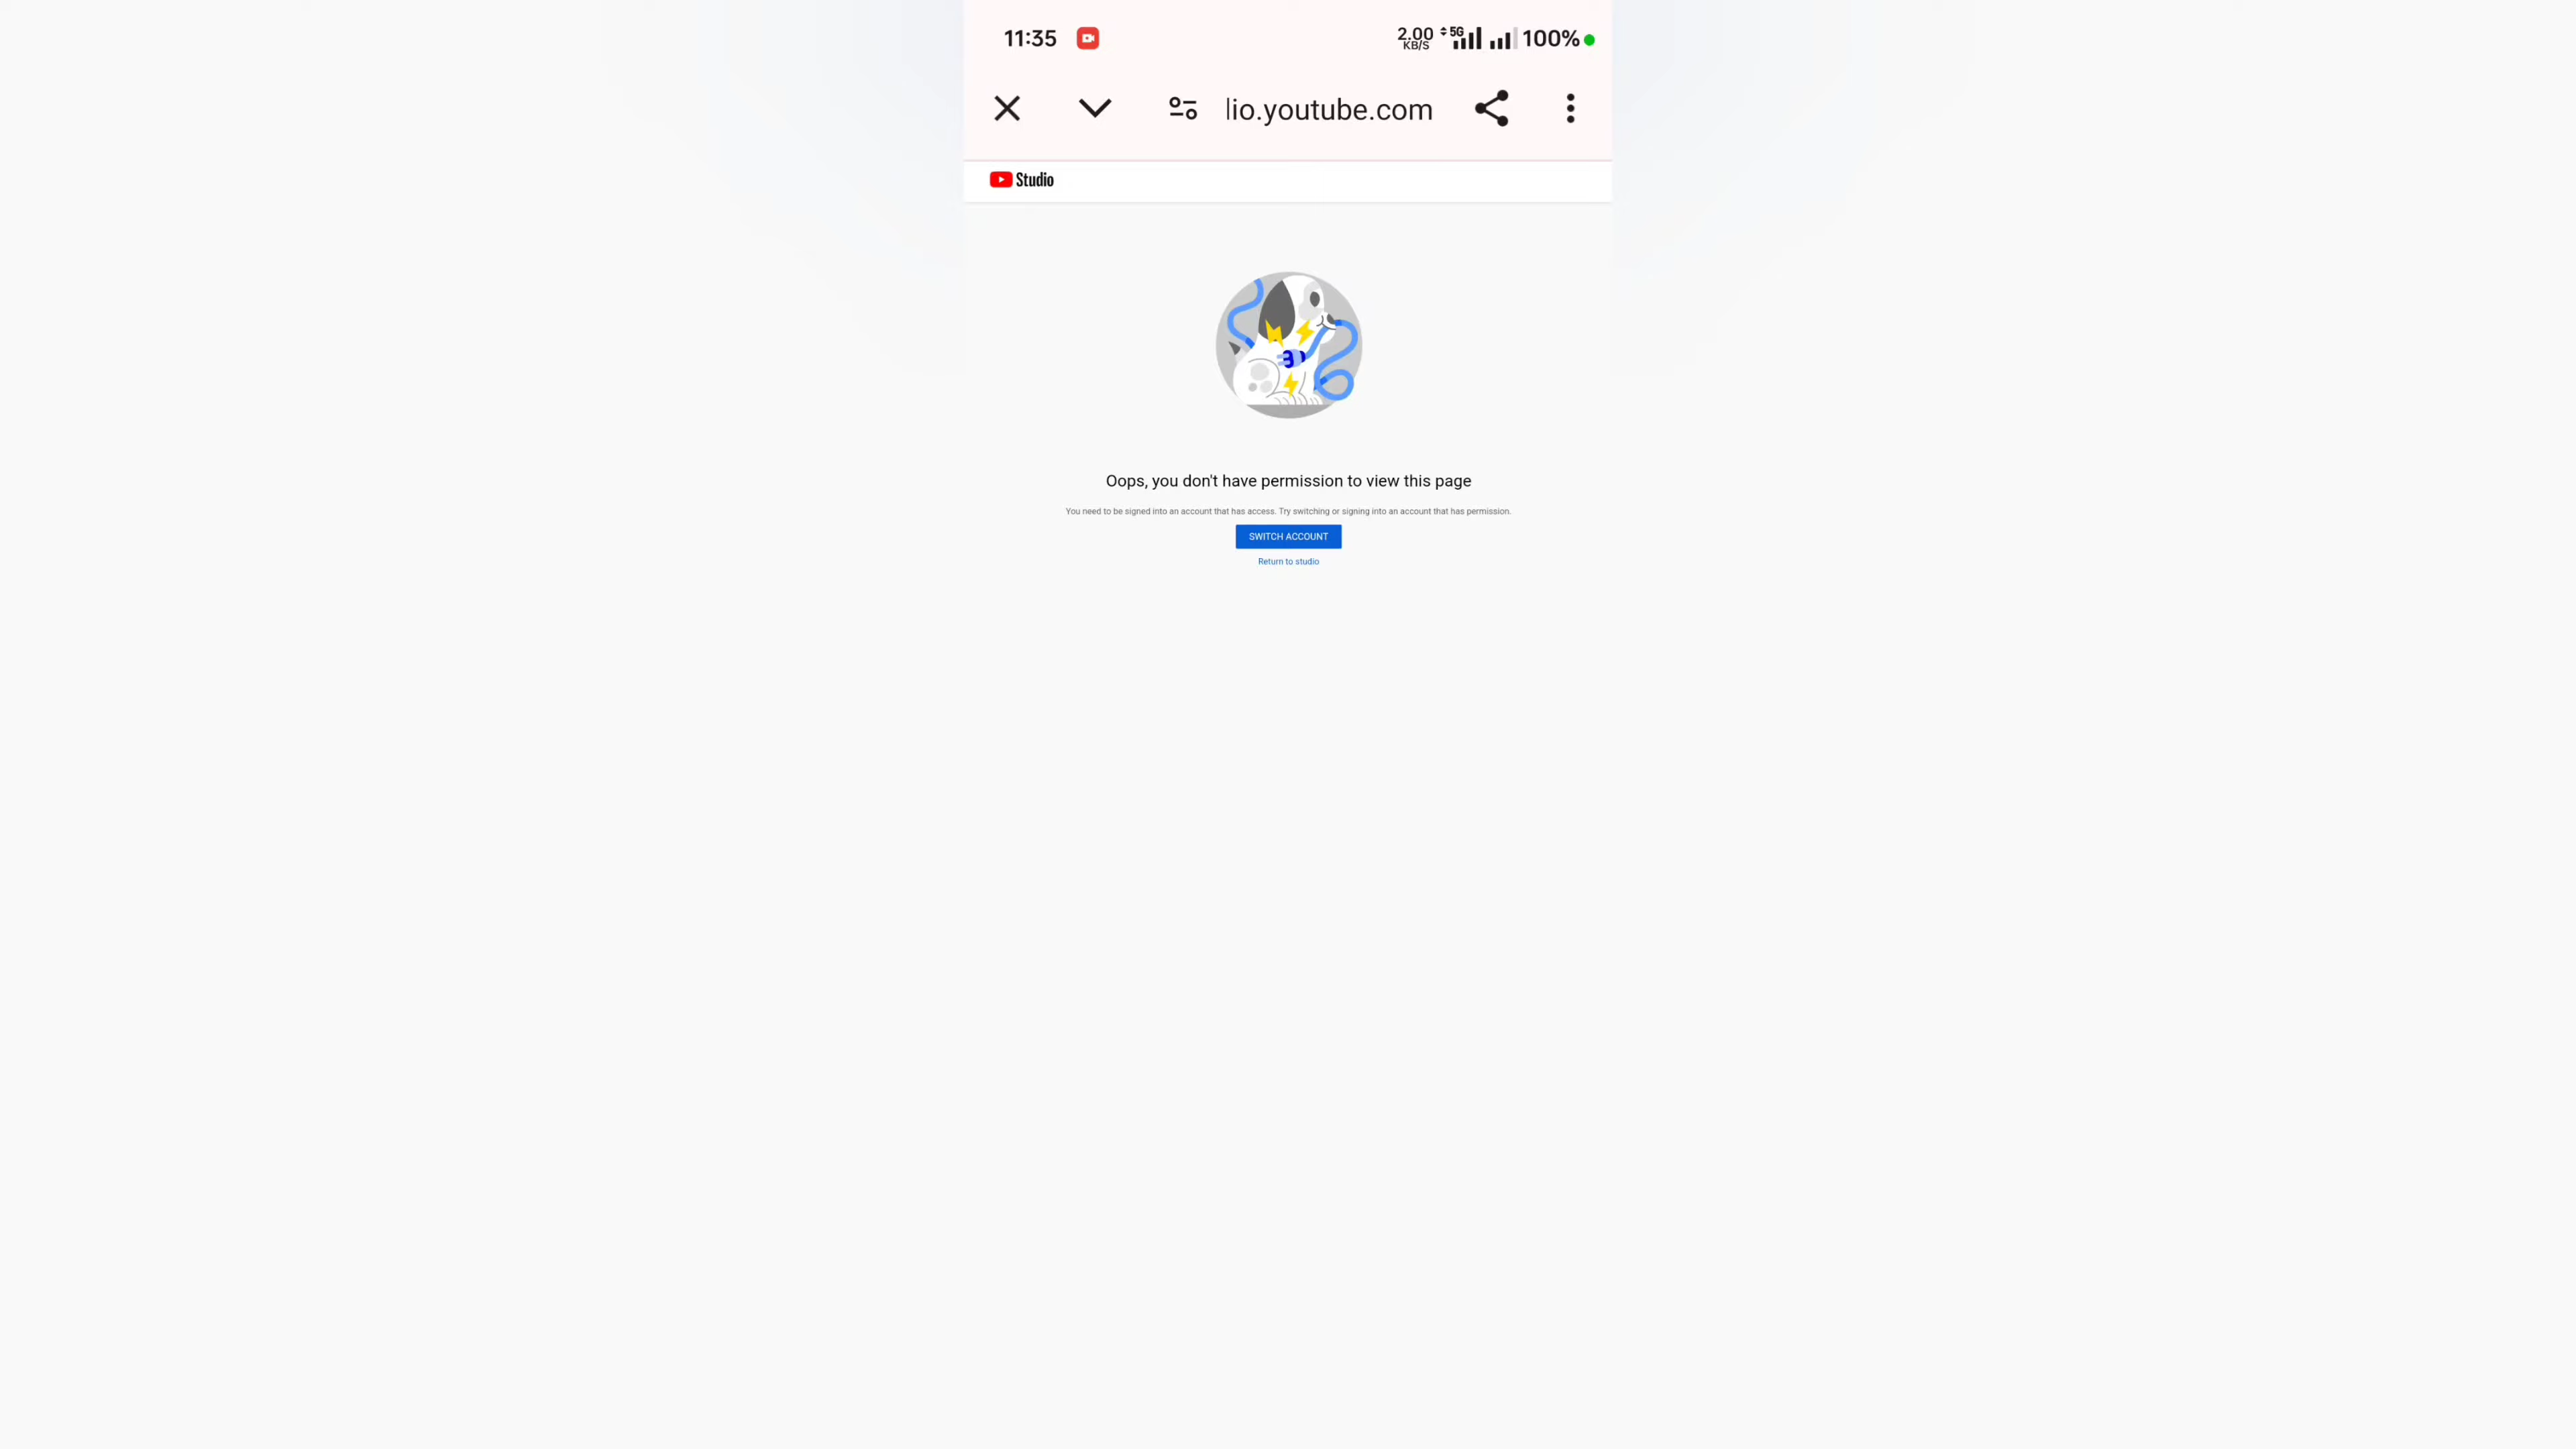 11:35 2.00 KB/S 5G 100%
lio.youtube.com
Studio
Oops, you don't have permission to view this page
You need to be signed into an account that has access. Try switching or signing into an account that has permission.
SWITCH ACCOUNT
Return to studio